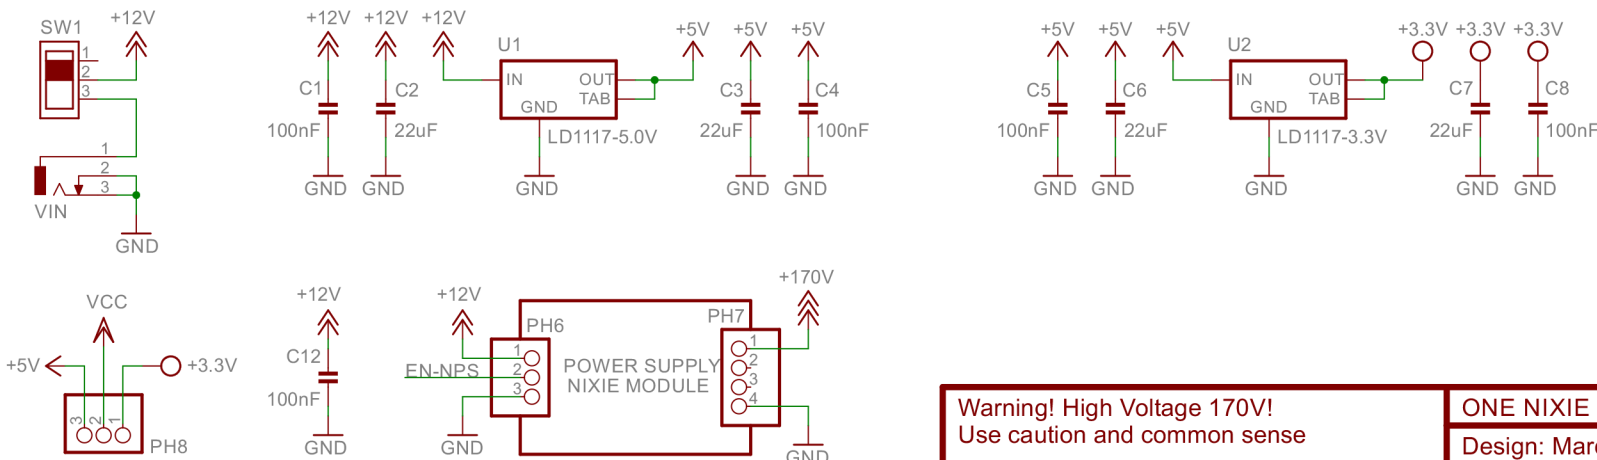 SW1
+12V
1
2
3
1
2
3
VIN
GND
+12V +12V +12V
C1
100nF
GND
C2
22uF
GND
U1
IN
OUT
TAB
GND
LD1117-5.0V
GND
+5V +5V +5V
C3
22uF
GND
C4
100nF
GND
+5V +5V +5V
C5
100nF
GND
C6
22uF
GND
U2
IN
OUT
TAB
GND
LD1117-3.3V
GND
+3.3V +3.3V +3.3V
C7
22uF
GND
C8
100nF
GND
VCC
+5V
+3.3V
3 2 1
PH8
+12V
C12
100nF
GND
+12V
EN-NPS
GND
PH6
1
2
3
POWER SUPPLY
NIXIE MODULE
PH7
1
2
3
4
+170V
GND
Warning! High Voltage 170V!
Use caution and common sense
ONE NIXIE
Design: